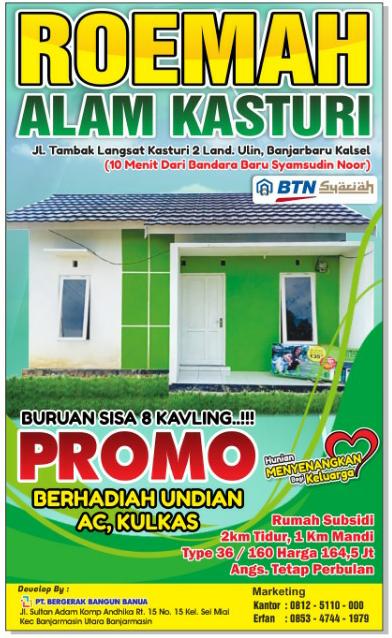 ROEMAH
ALAM KASTURI
Jl. Tambak Langsat Kasturi 2 Land. Ulin, Banjarbaru Kalsel
(10 Menit Dari Bandara Baru Syamsudin Noor)
BTN Syariah
BURUAN SISA 8 KAVLING..!!!
PROMO
BERHADIAH UNDIAN
AC, KULKAS
Hunian
MENYENANGKAN
Bagi Keluarga
Rumah Subsidi
2km Tidur, 1 Km Mandi
Type 36 / 160 Harga 164,5 Jt
Angs. Tetap Perbulan
Develop By :
PT. BERGERAK BANGUN BANUA
Jl. Sultan Adam Komp Andhika Rt. 15 No. 15 Kel. Sei Miai
Kec Banjarmasin Utara Banjarmasin
Marketing
Kantor : 0812 - 5110 - 000
Erfan : 0853 - 4744 - 1979